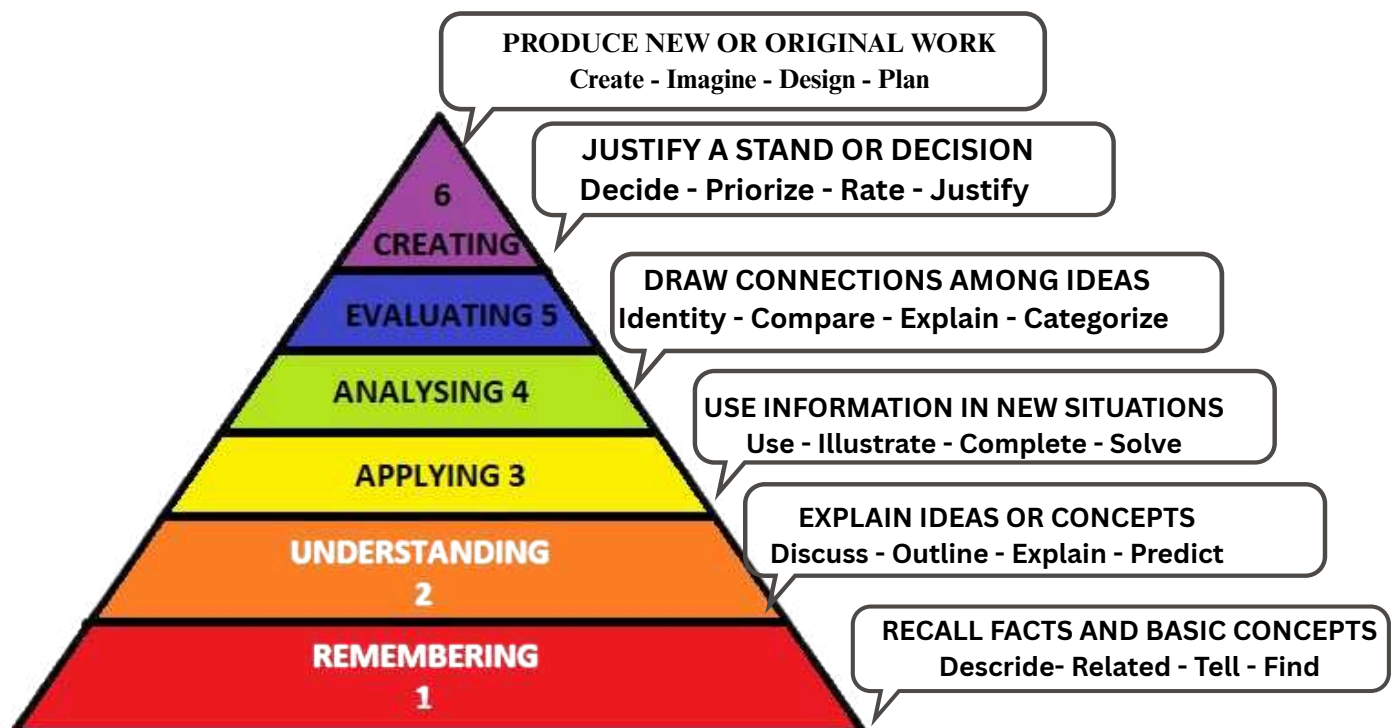 PRODUCE NEW OR ORIGINAL WORK
Create - Imagine - Design - Plan
JUSTIFY A STAND OR DECISION
Decide - Priorize - Rate - Justify
6
CREATING
DRAW CONNECTIONS AMONG IDEAS
Identity - Compare - Explain - Categorize
EVALUATING 5
ANALYSING 4
USE INFORMATION IN NEW SITUATIONS
Use - Illustrate - Complete - Solve
APPLYING 3
EXPLAIN IDEAS OR CONCEPTS
Discuss - Outline - Explain - Predict
UNDERSTANDING
2
RECALL FACTS AND BASIC CONCEPTS
Descride- Related - Tell - Find
REMEMBERING
1